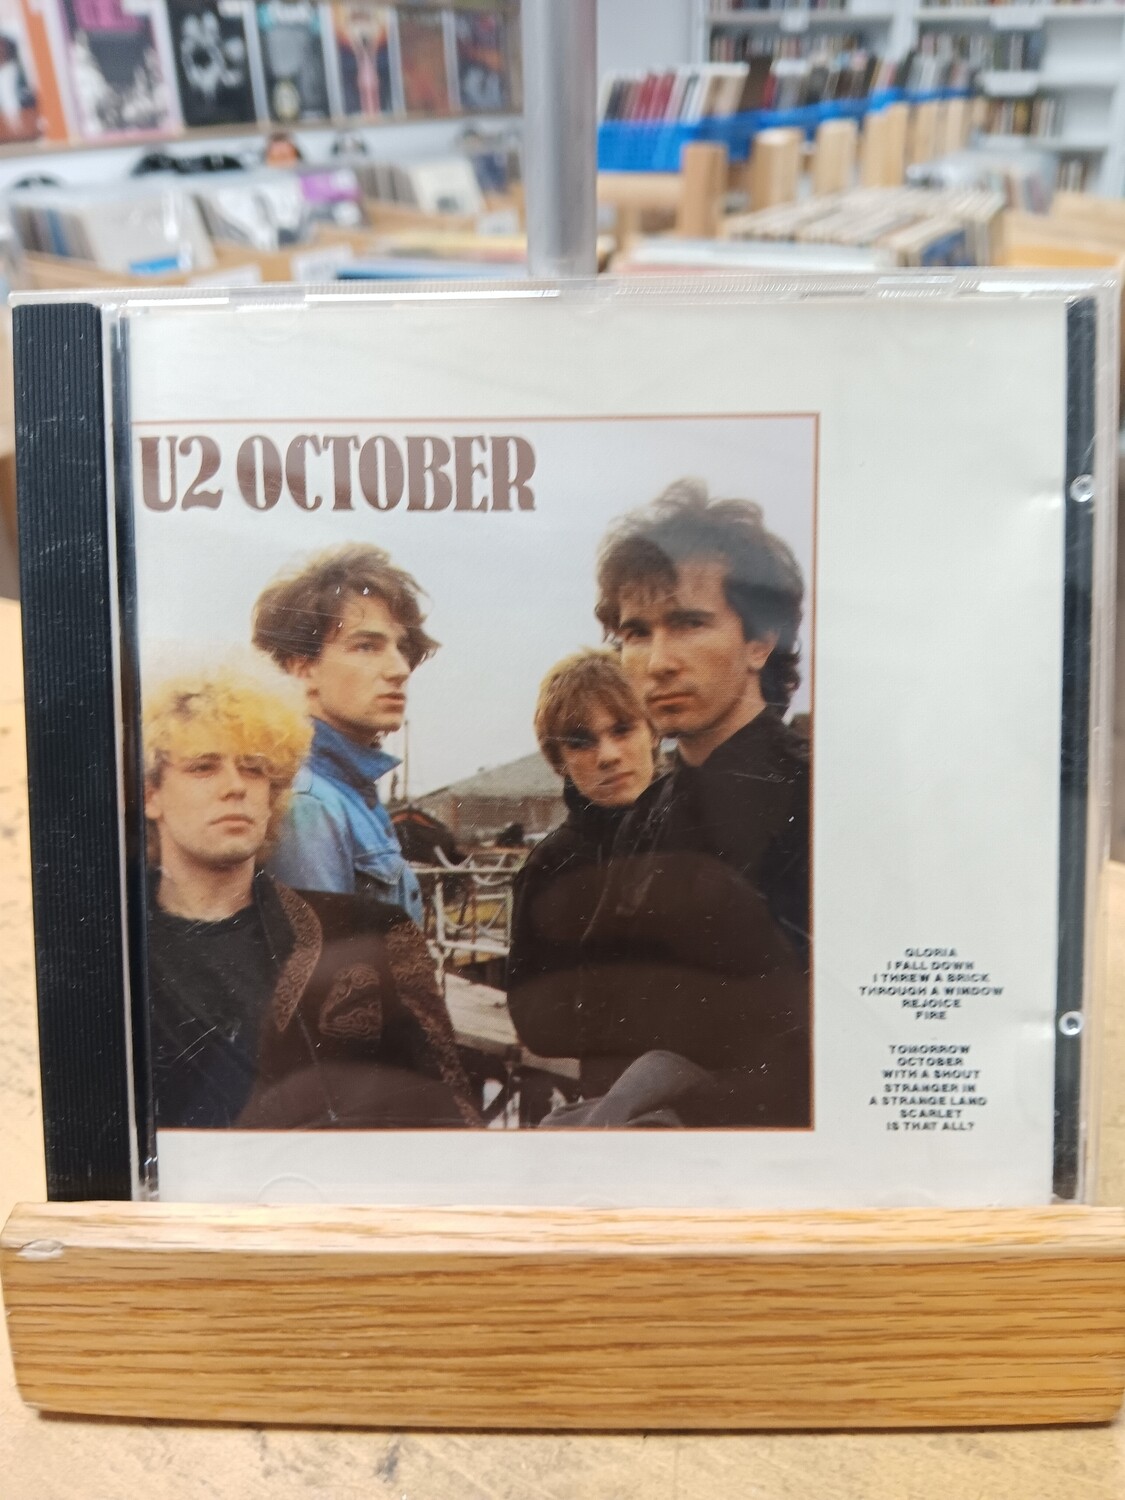 U2 OCTOBER
GLORIA
I FALL DOWN
I THREW A BRICK
THROUGH A WINDOW
REJOICE
FIRE
TOMORROW
OCTOBER
WITH A SHOUT
STRANGER IN
A STRANGE LAND
SCARLET
IS THAT ALL?